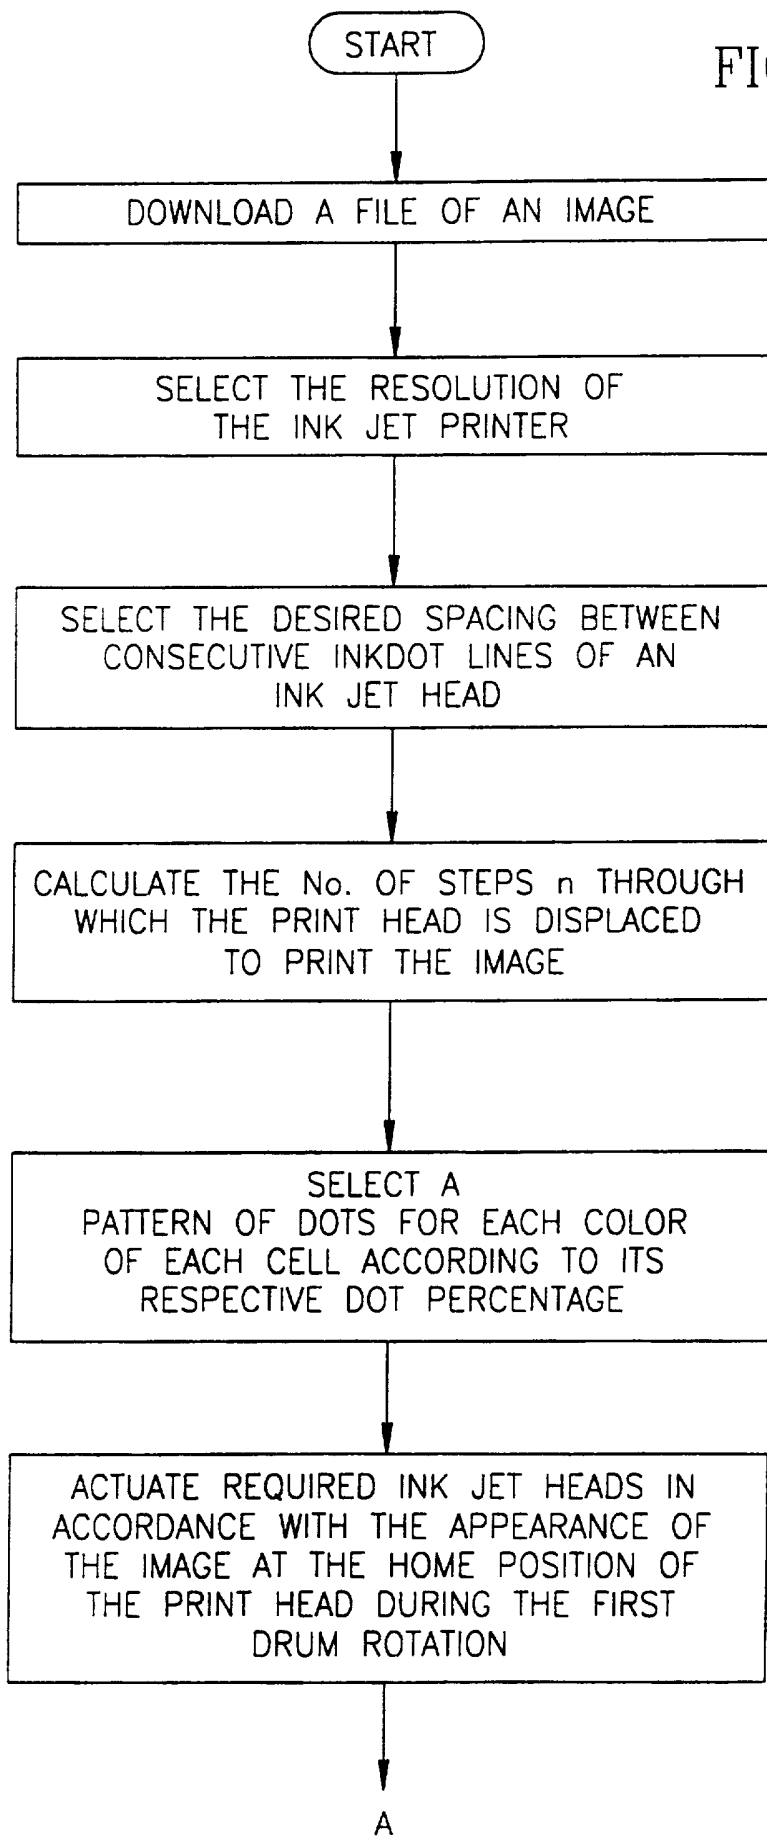 START
FIG
DOWNLOAD A FILE OF AN IMAGE
SELECT THE RESOLUTION OF
THE INK JET PRINTER
SELECT THE DESIRED SPACING BETWEEN
CONSECUTIVE INKDOT LINES OF AN
INK JET HEAD
CALCULATE THE No. OF STEPS n THROUGH
WHICH THE PRINT HEAD IS DISPLACED
TO PRINT THE IMAGE
SELECT A
PATTERN OF DOTS FOR EACH COLOR
OF EACH CELL ACCORDING TO ITS
RESPECTIVE DOT PERCENTAGE
ACTUATE REQUIRED INK JET HEADS IN
ACCORDANCE WITH THE APPEARANCE OF
THE IMAGE AT THE HOME POSITION OF
THE PRINT HEAD DURING THE FIRST
DRUM ROTATION
A